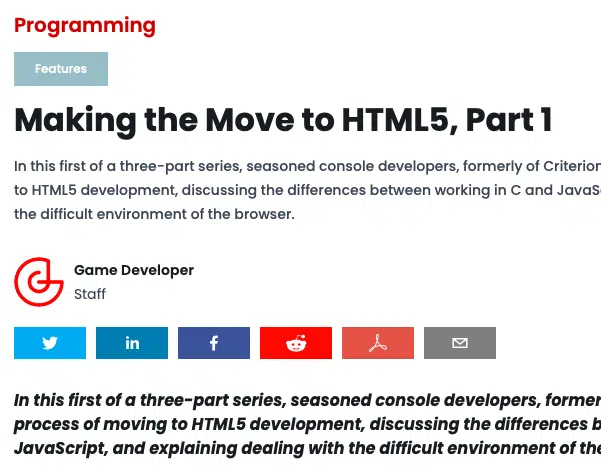 Programming
Features
Making the Move to HTML5, Part 1
In this first of a three-part series, seasoned console developers, formerly of Criterion
to HTML5 development, discussing the differences between working in C and JavaS
the difficult environment of the browser.
Game Developer
Staff
In this first of a three-part series, seasoned console developers, former
process of moving to HTML5 development, discussing the differences b
JavaScript, and explaining dealing with the difficult environment of the